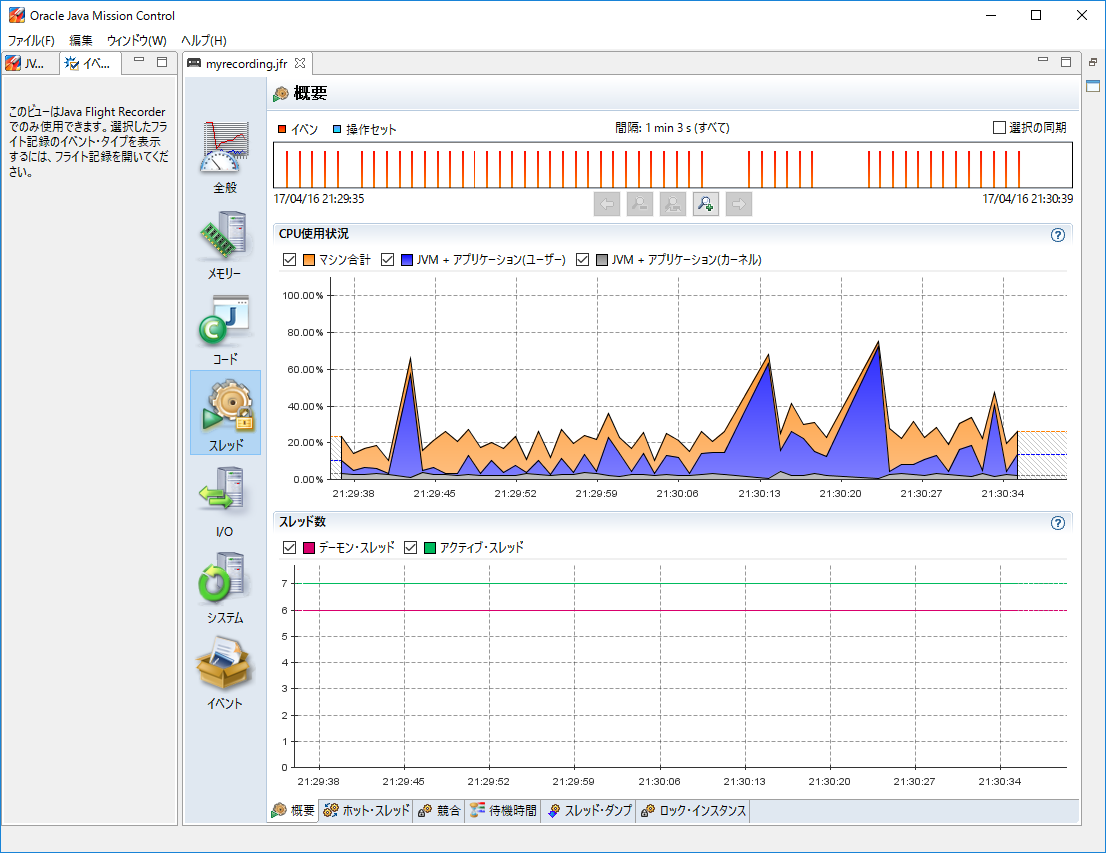 Oracle Java Mission Control
ファイル(F) 編集 ウィンドウ(W) ヘルプ(H)
JV... イベ... myrecording.jfr
このビューはJava Flight Recorder
でのみ使用できます。選択したフラ
イト記録のイベント・タイプを表示
するには、フライト記録を開いてくだ
さい。
全般
メモリー
コード
スレッド
I/O
システム
イベント
概要
イベン 操作セット 間隔: 1 min 3 s (すべて) 選択の同期
17/04/16 21:29:35 17/04/16 21:30:39
CPU使用状況
マシン合計 JVM + アプリケーション(ユーザー) JVM + アプリケーション(カーネル)
100.00%
80.00%
60.00%
40.00%
20.00%
0.00%
21:29:38 21:29:45 21:29:52 21:29:59 21:30:06 21:30:13 21:30:20 21:30:27 21:30:34
スレッド数
デーモン・スレッド アクティブ・スレッド
7
6
5
4
3
2
1
0
21:29:38 21:29:45 21:29:52 21:29:59 21:30:06 21:30:13 21:30:20 21:30:27 21:30:34
概要 ホット・スレッド 競合 待機時間 スレッド・ダンプ ロック・インスタンス